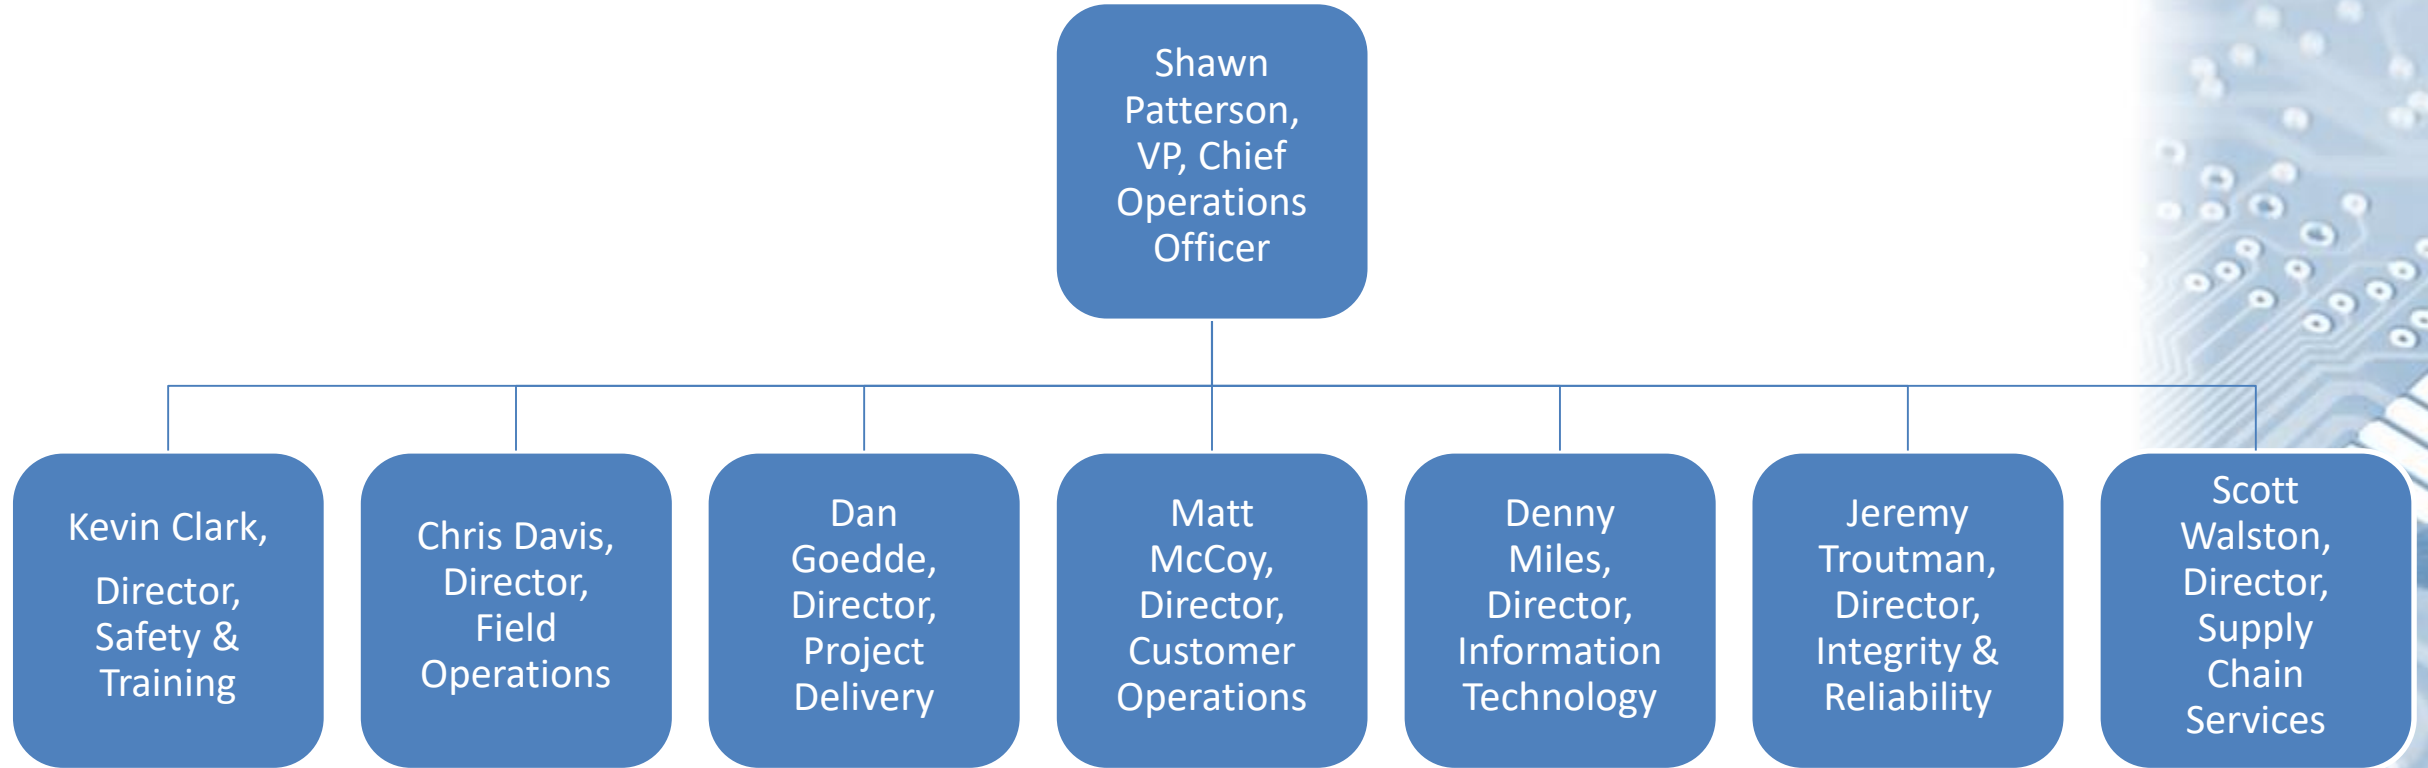 Shawn
Patterson,
VP, Chief
Operations
Officer
Kevin Clark,
Director,
Safety &
Training
Chris Davis,
Director,
Field
Operations
Dan
Goedde,
Director,
Project
Delivery
Matt
McCoy,
Director,
Customer
Operations
Denny
Miles,
Director,
Information
Technology
Jeremy
Troutman,
Director,
Integrity &
Reliability
Scott
Walston,
Director,
Supply
Chain
Services